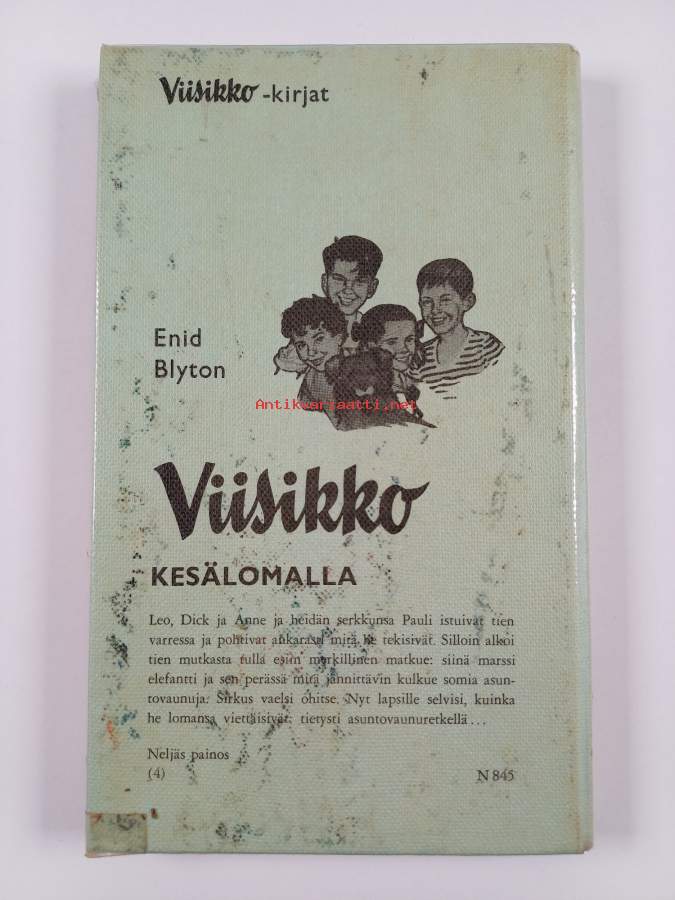 Viisikko -kirjat
Enid
Blyton
Antikvariaatti.net
Viisikko
KESÄLOMALLA
Leo, Dick ja Anne ja heidän serkkunsa Pauli istuivat tien
varressa ja pohtivat ankarasti mitä he tekisivät. Silloin alkoi
tien mutkasta tulla esiin merkillinen matkue: siinä marssi
elefantti ja sen perässä mitä jännittävin kulkue somia asun-
tovaunuja. Sirkus vaelsi ohitse. Nyt lapsille selvisi, kuinka
he lomansa viettäisivät: tietysti asuntovaunuretkellä ...
Neljäs painos
(4) N 845